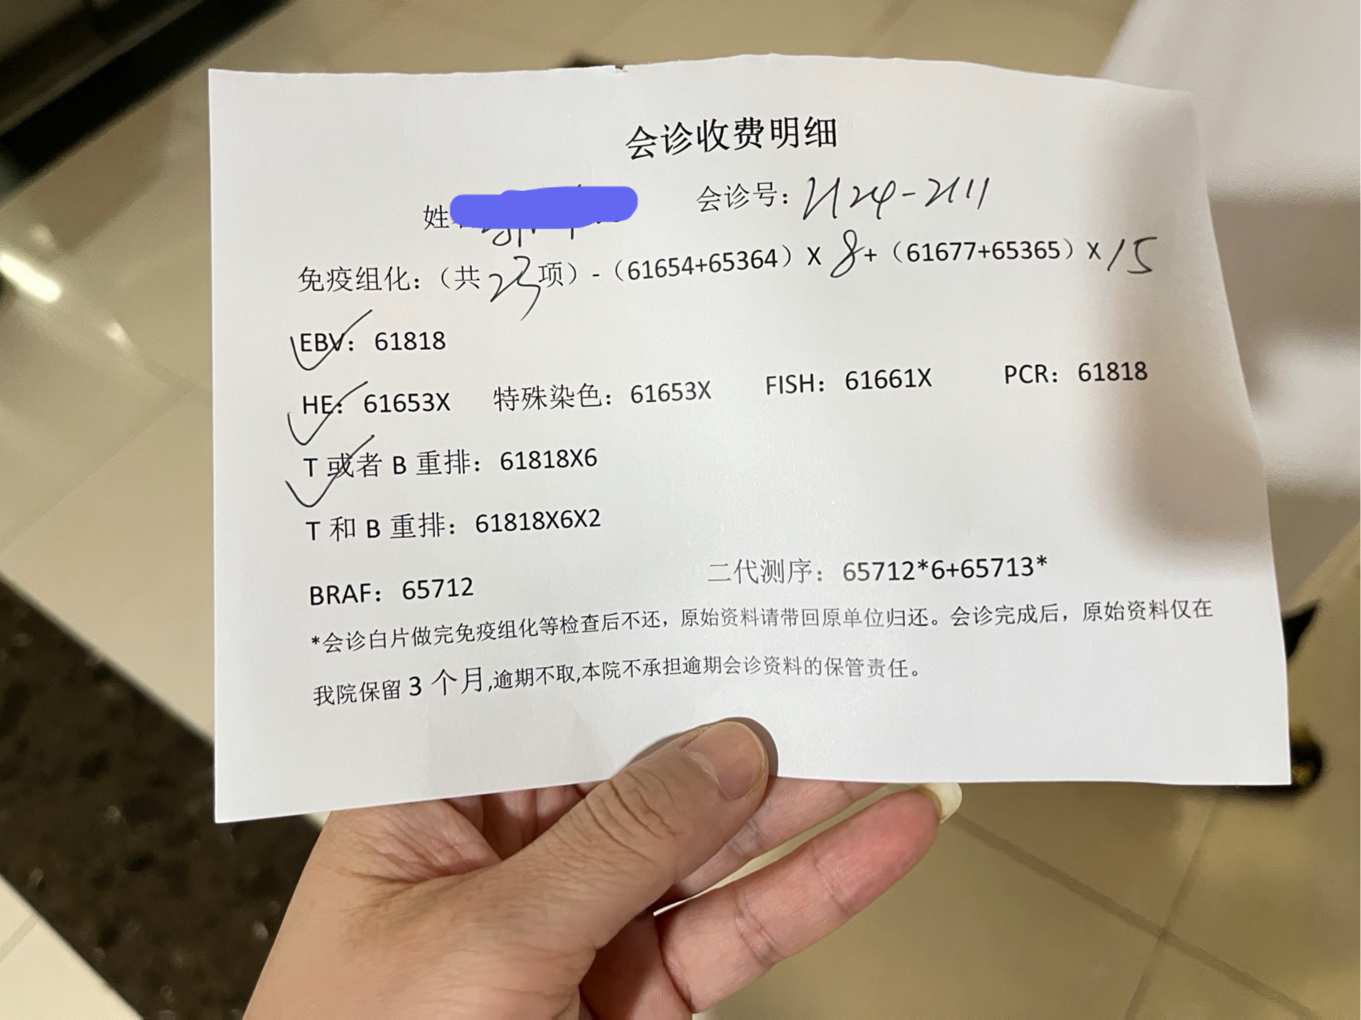 会诊收费明细
姓 会诊号：2124-2111
免疫组化：（共23项）-（61654+65364）X 8+（61677+65365）X 15
EBV：61818
HE：61653X 特殊染色：61653X FISH：61661X PCR：61818
T 或者 B 重排：61818X6
T 和 B 重排：61818X6X2
BRAF：65712 二代测序：65712*6+65713*
*会诊白片做完免疫组化等检查后不还，原始资料请带回原单位归还。会诊完成后，原始资料仅在
我院保留 3 个月,逾期不取,本院不承担逾期会诊资料的保管责任。